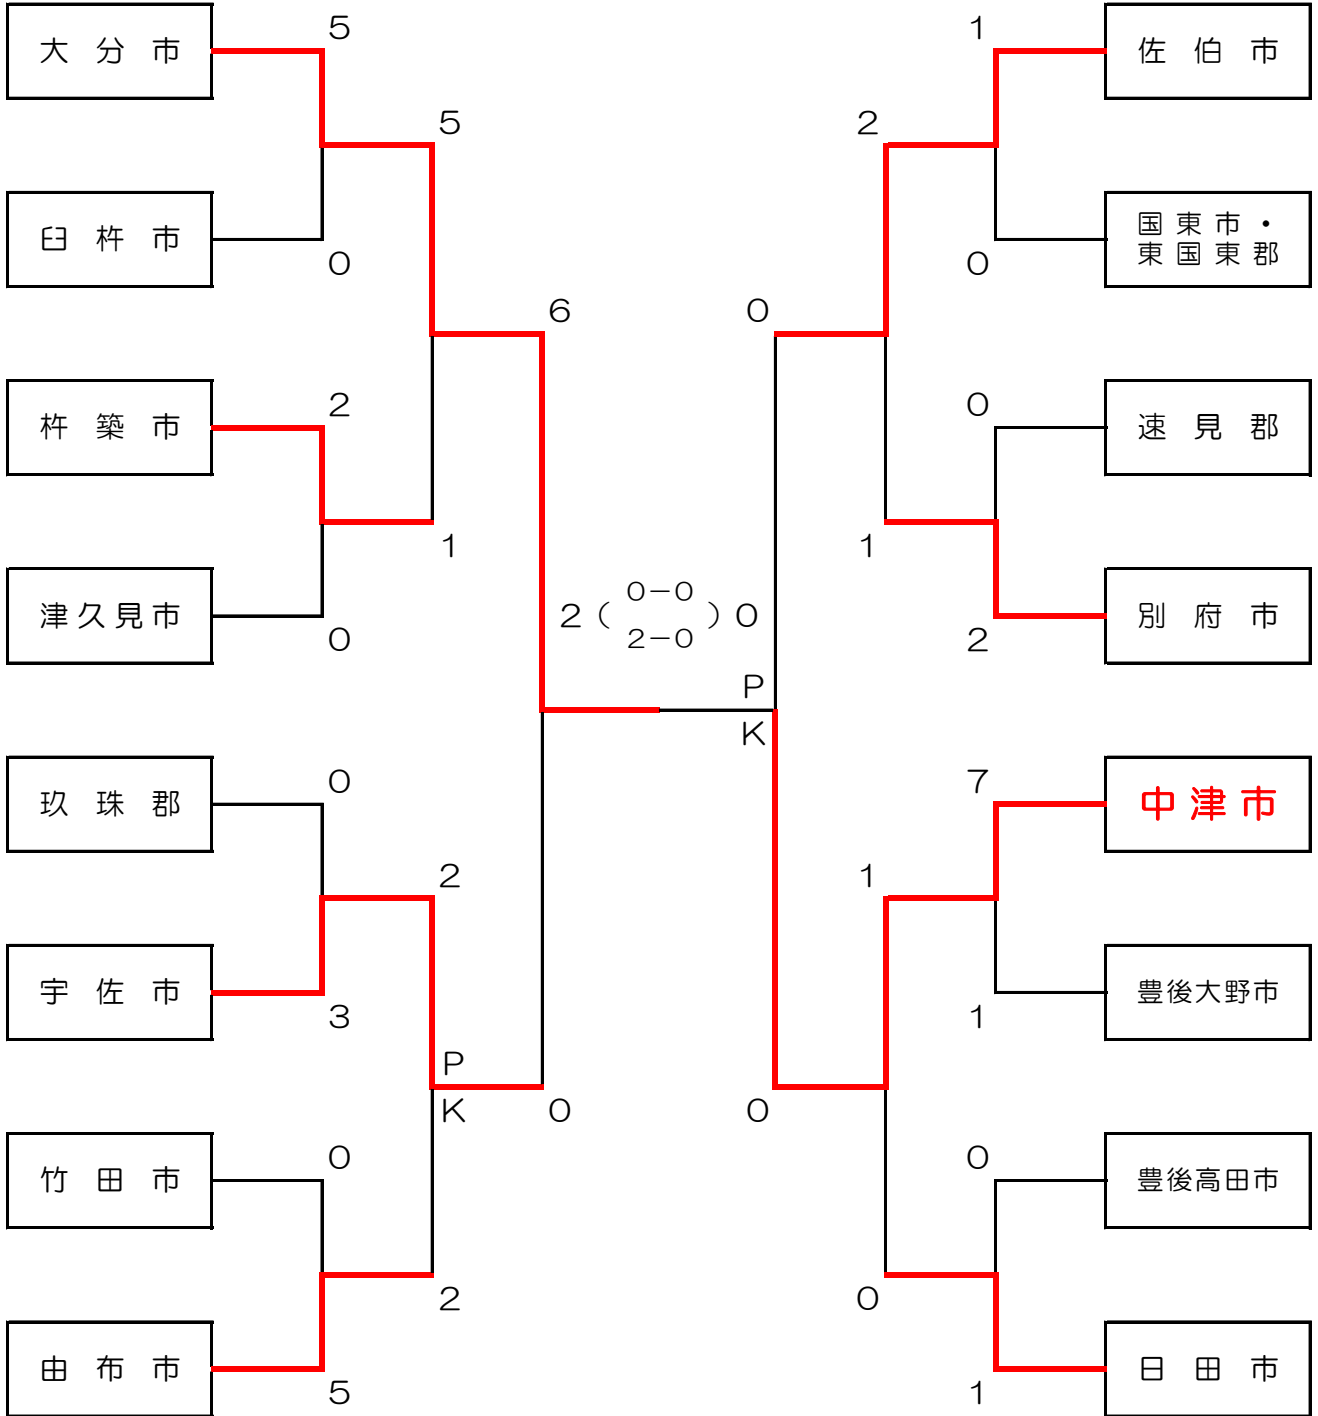 大分市
5
5
臼杵市
0
6
杵築市
2
1
津久見市
0
玖珠郡
0
2
宇佐市
3
P
K
0
竹田市
0
2
由布市
5
2(0-0
2-0)0
P
K
1
佐伯市
2
国東市・
東国東郡
0
0
0
速見郡
1
別府市
2
7
中津市
1
豊後大野市
1
0
0
豊後高田市
0
日田市
1